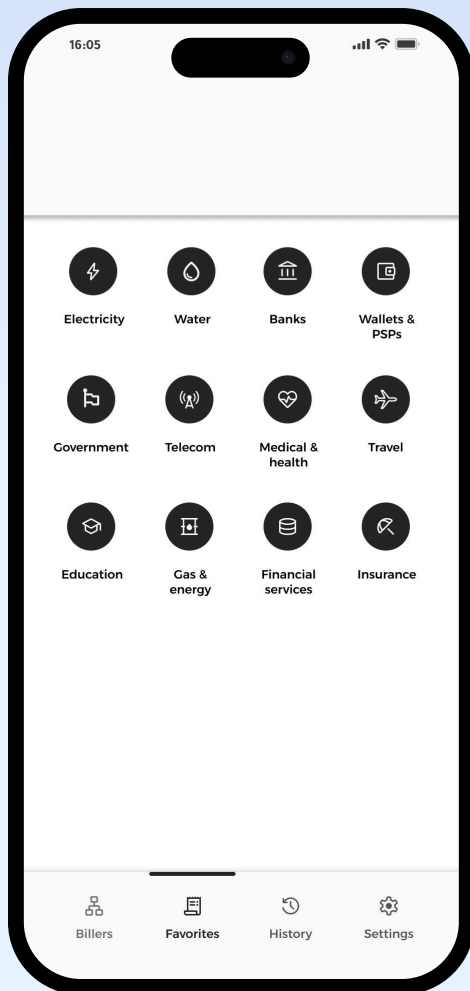 16:05
Electricity
Water
Banks
Wallets &
PSPs
Government
Telecom
Medical &
health
Travel
Education
Gas &
energy
Financial
services
Insurance
Billers
Favorites
History
Settings